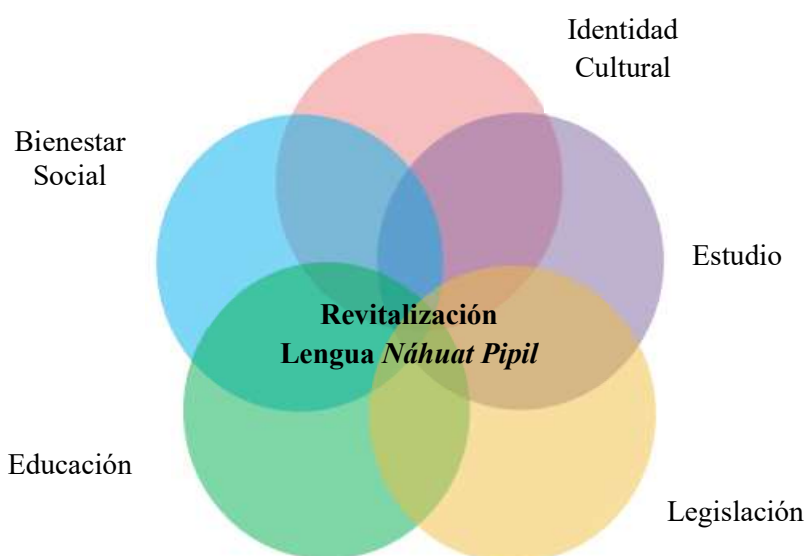 Identidad
Cultural
Bienestar
Social
Estudio
Revitalización
Lengua Náhuat Pipil
Educación
Legislación